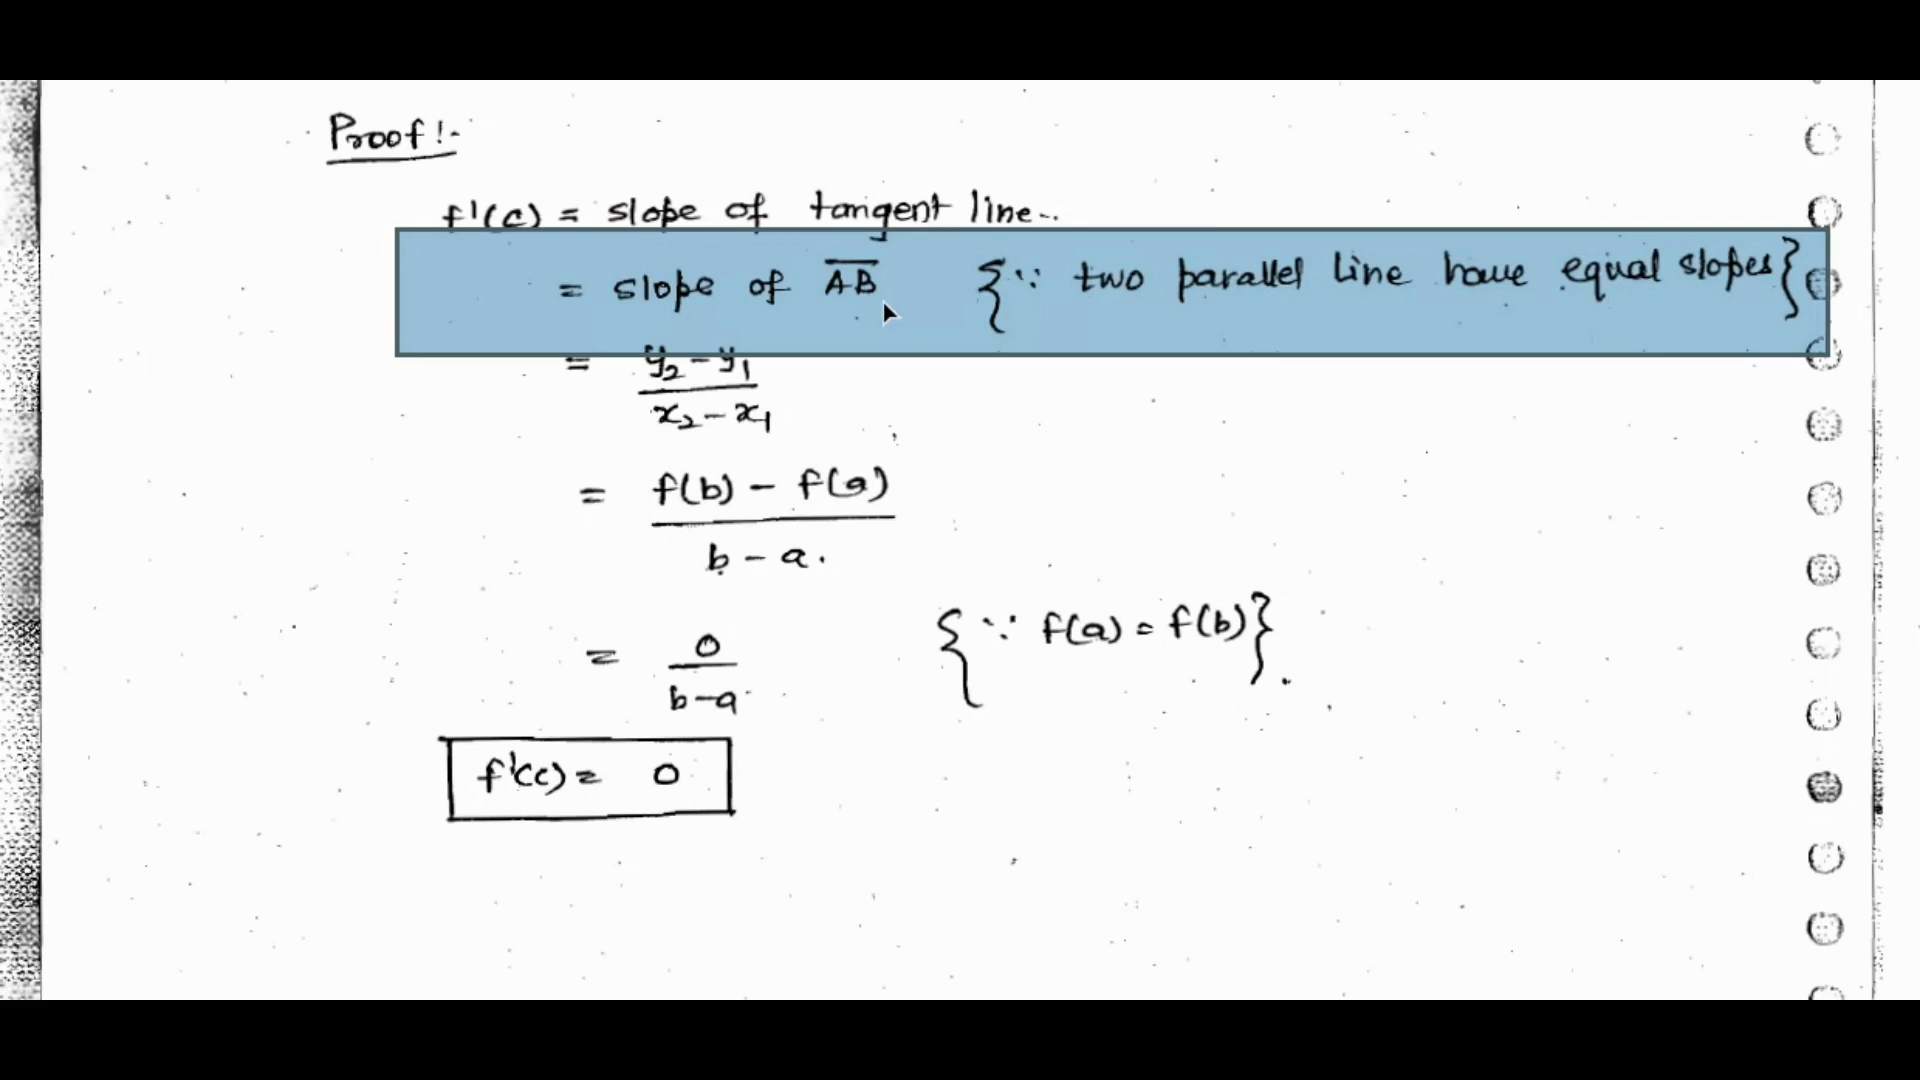 Proof :-
f'(c) = slope of tangent line..
= slope of AB {∵ two parallel line have equal slopes}
= y2 - y1
x2 - x1
= f(b) - f(a)
b - a.
= 0 {∵ f(a) = f(b)}.
b-a
f'(c) = 0